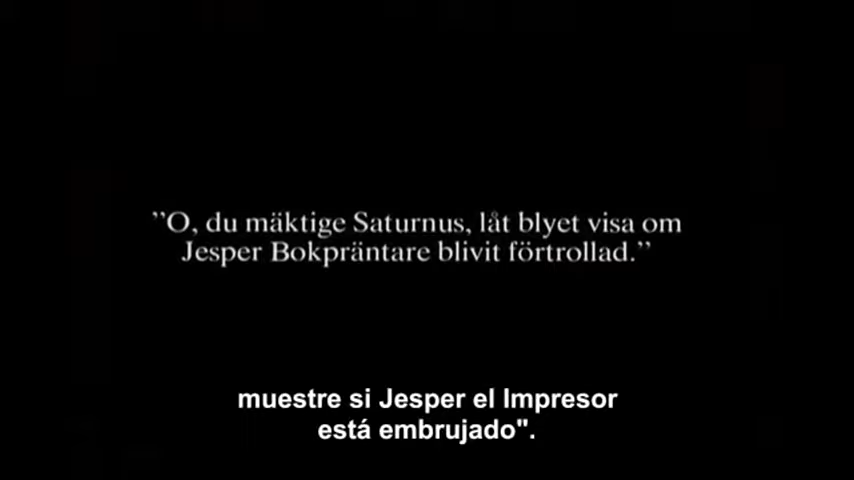 ”O, du mäktige Saturnus, låt blyet visa om
Jesper Bokpräntare blivit förtrollad.”
muestre si Jesper el Impresor
está embrujado".